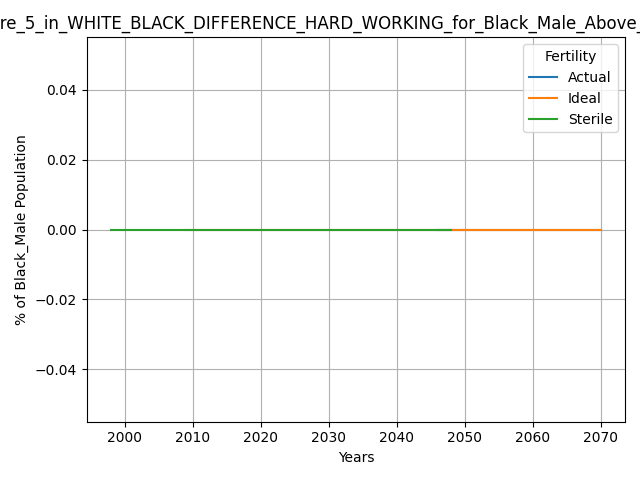 re_5_in_WHITE_BLACK_DIFFERENCE_HARD_WORKING_for_Black_Male_Above_
Fertility
Actual
Ideal
Sterile
0.04
0.02
0.00
−0.02
−0.04
% of Black_Male Population
2000 2010 2020 2030 2040 2050 2060 2070
Years